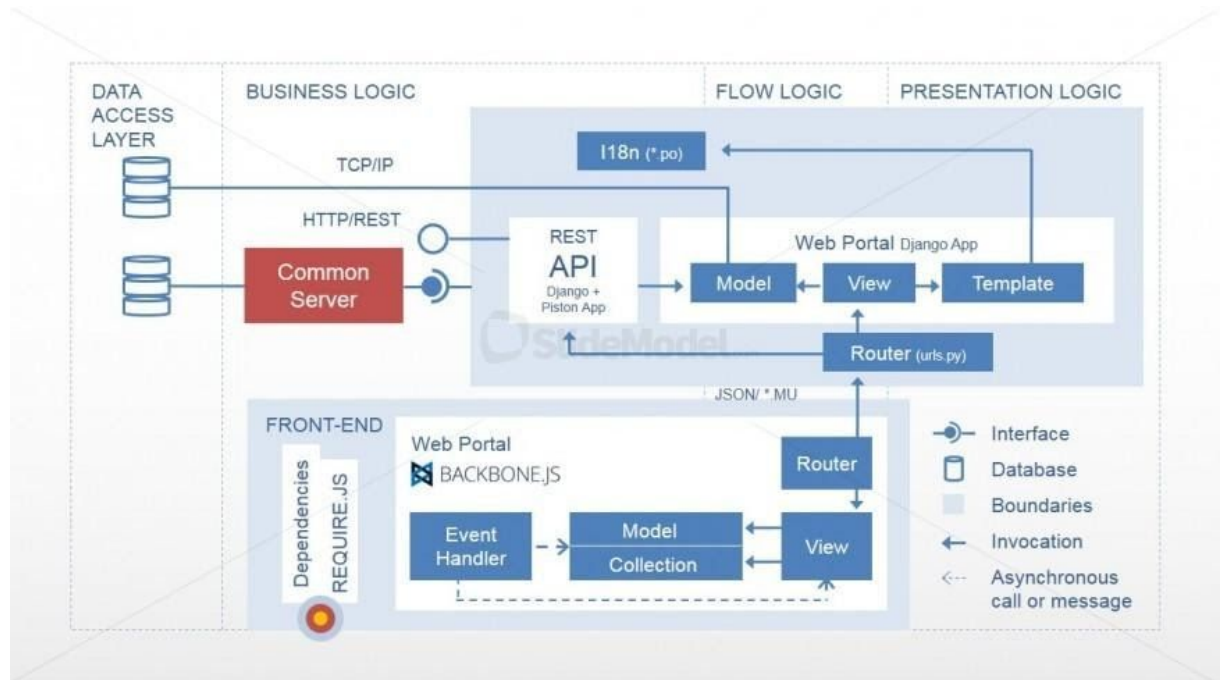 DATA
ACCESS
LAYER
BUSINESS LOGIC
FLOW LOGIC
PRESENTATION LOGIC
I18n (*.po)
TCP/IP
HTTP/REST
Common
Server
REST
API
Django +
Piston App
Web Portal Django App
Model
View
Template
SlideModel
Router (urls.py)
JSON/ *.MU
FRONT-END
Dependencies
REQUIRE.JS
Web Portal
BACKBONE.JS
Router
Event
Handler
Model
Collection
View
Interface
Database
Boundaries
Invocation
Asynchronous
call or message